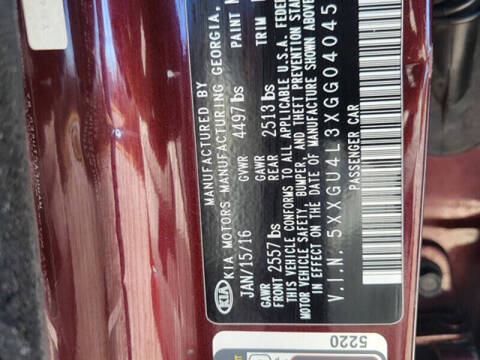 MANUFACTURED BY
KIA MOTORS MANUFACTURING GEORGIA,
JAN/15/16 GVWR 4497 lbs PAINT
GAWR FRONT 2557 lbs GAWR REAR 2513 lbs TRIM
THIS VEHICLE CONFORMS TO ALL APPLICABLE U.S.A. FEDERAL
MOTOR VEHICLE SAFETY, BUMPER, AND THEFT PREVENTION STAN
IN EFFECT ON THE DATE OF MANUFACTURE SHOWN ABOVE
V.I.N. 5XXGU4L3XGG04045
PASSENGER CAR
KIA
5220